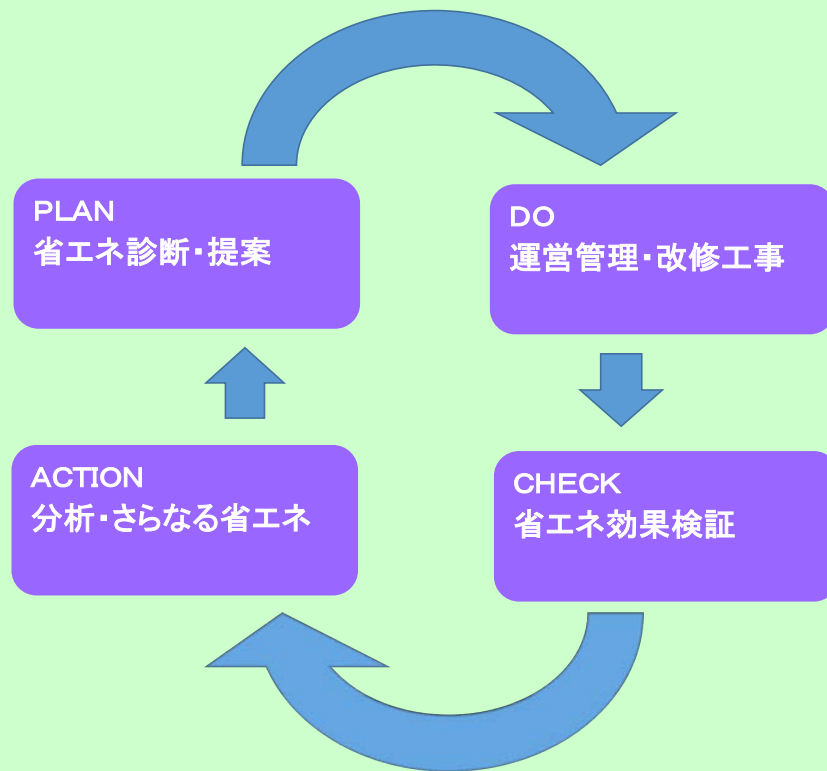 PLAN
省エネ診断・提案
DO
運営管理・改修工事
ACTION
分析・さらなる省エネ
CHECK
省エネ効果検証